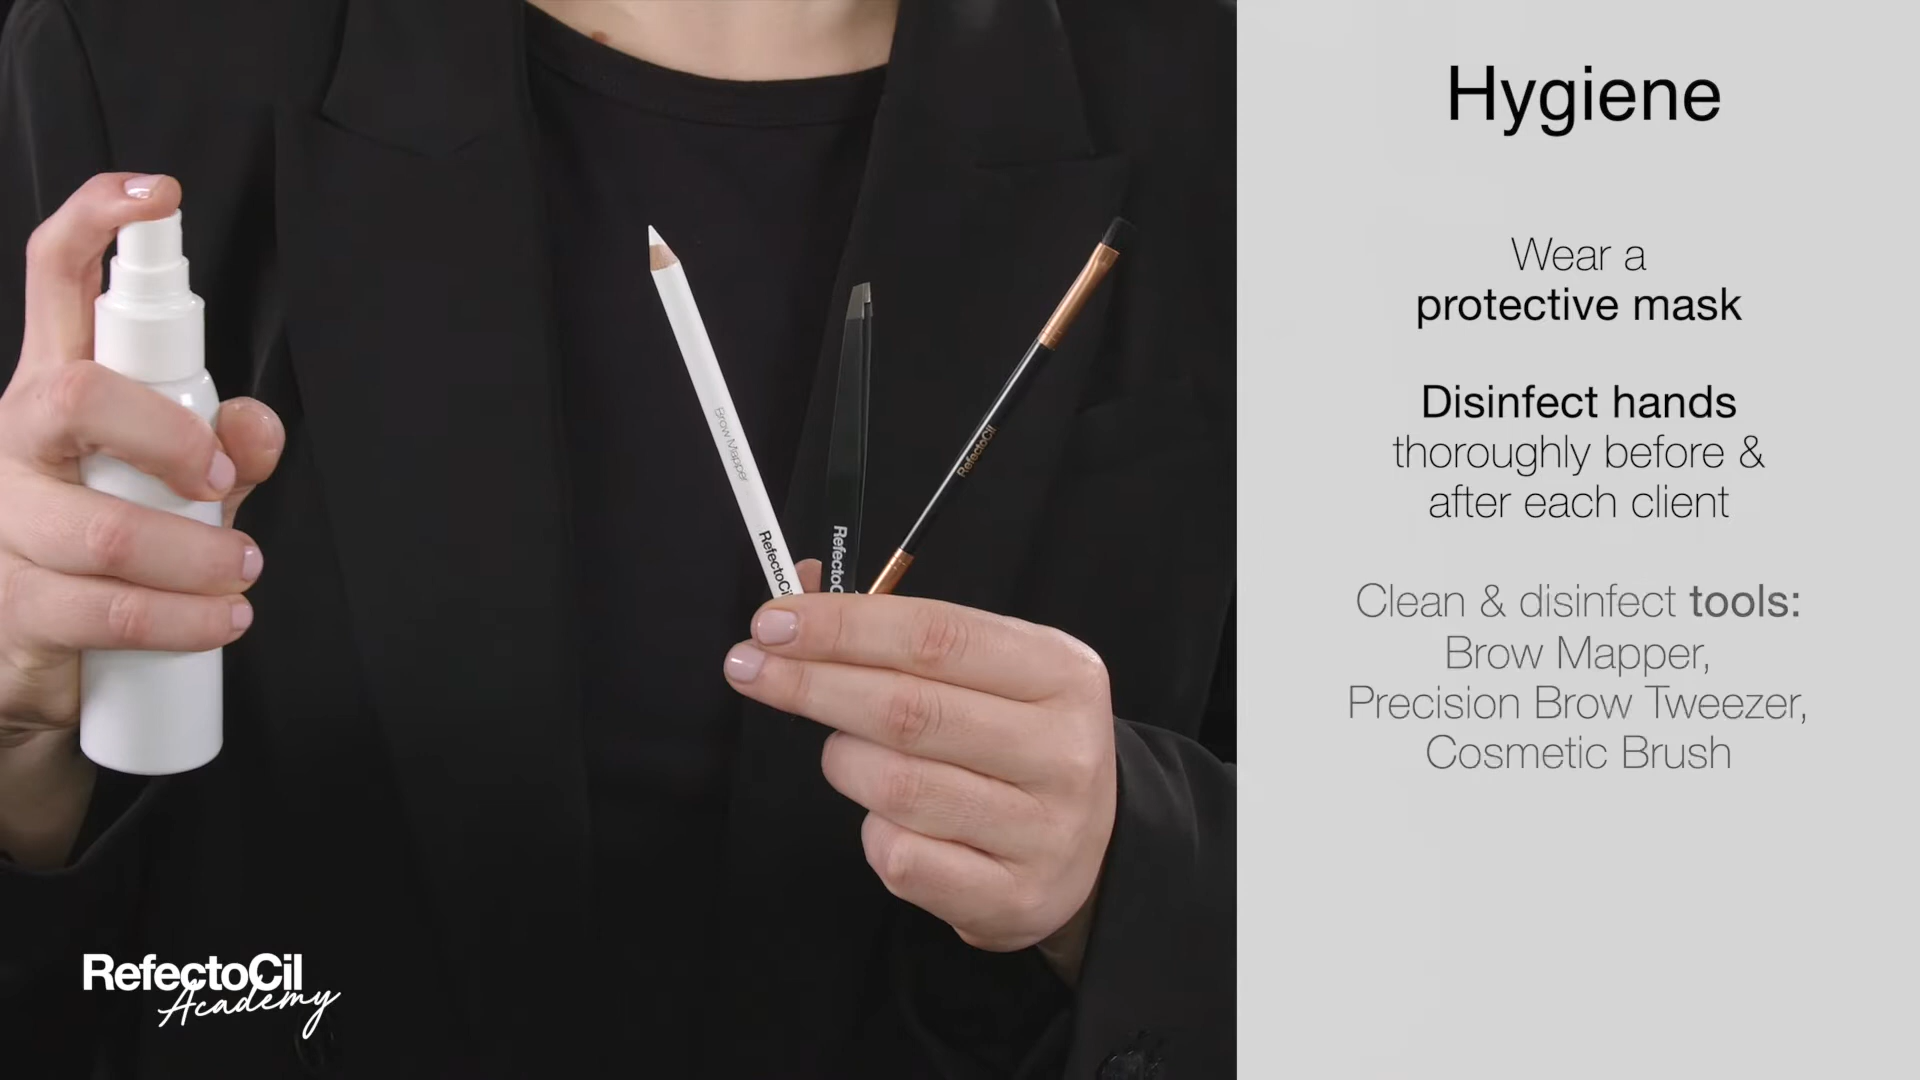 Hygiene
Wear a
protective mask
Disinfect hands
thoroughly before &
after each client
Clean & disinfect tools:
Brow Mapper,
Precision Brow Tweezer,
Cosmetic Brush
Brow Mapper
RefectoCil
RefectoC
RefectoCil
RefectoCil
Academy